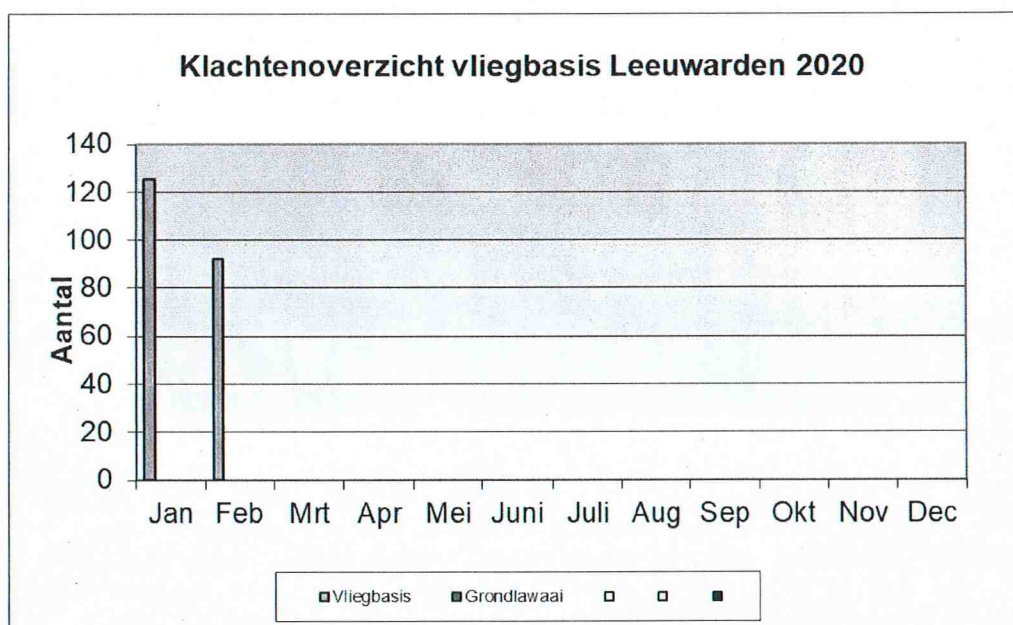 Klachtenoverzicht vliegbasis Leeuwarden 2020
140
120
100
80
60
40
20
0
Aantal
Jan Feb Mrt Apr Mei Juni Juli Aug Sep Okt Nov Dec
Vliegbasis Grondlawaai